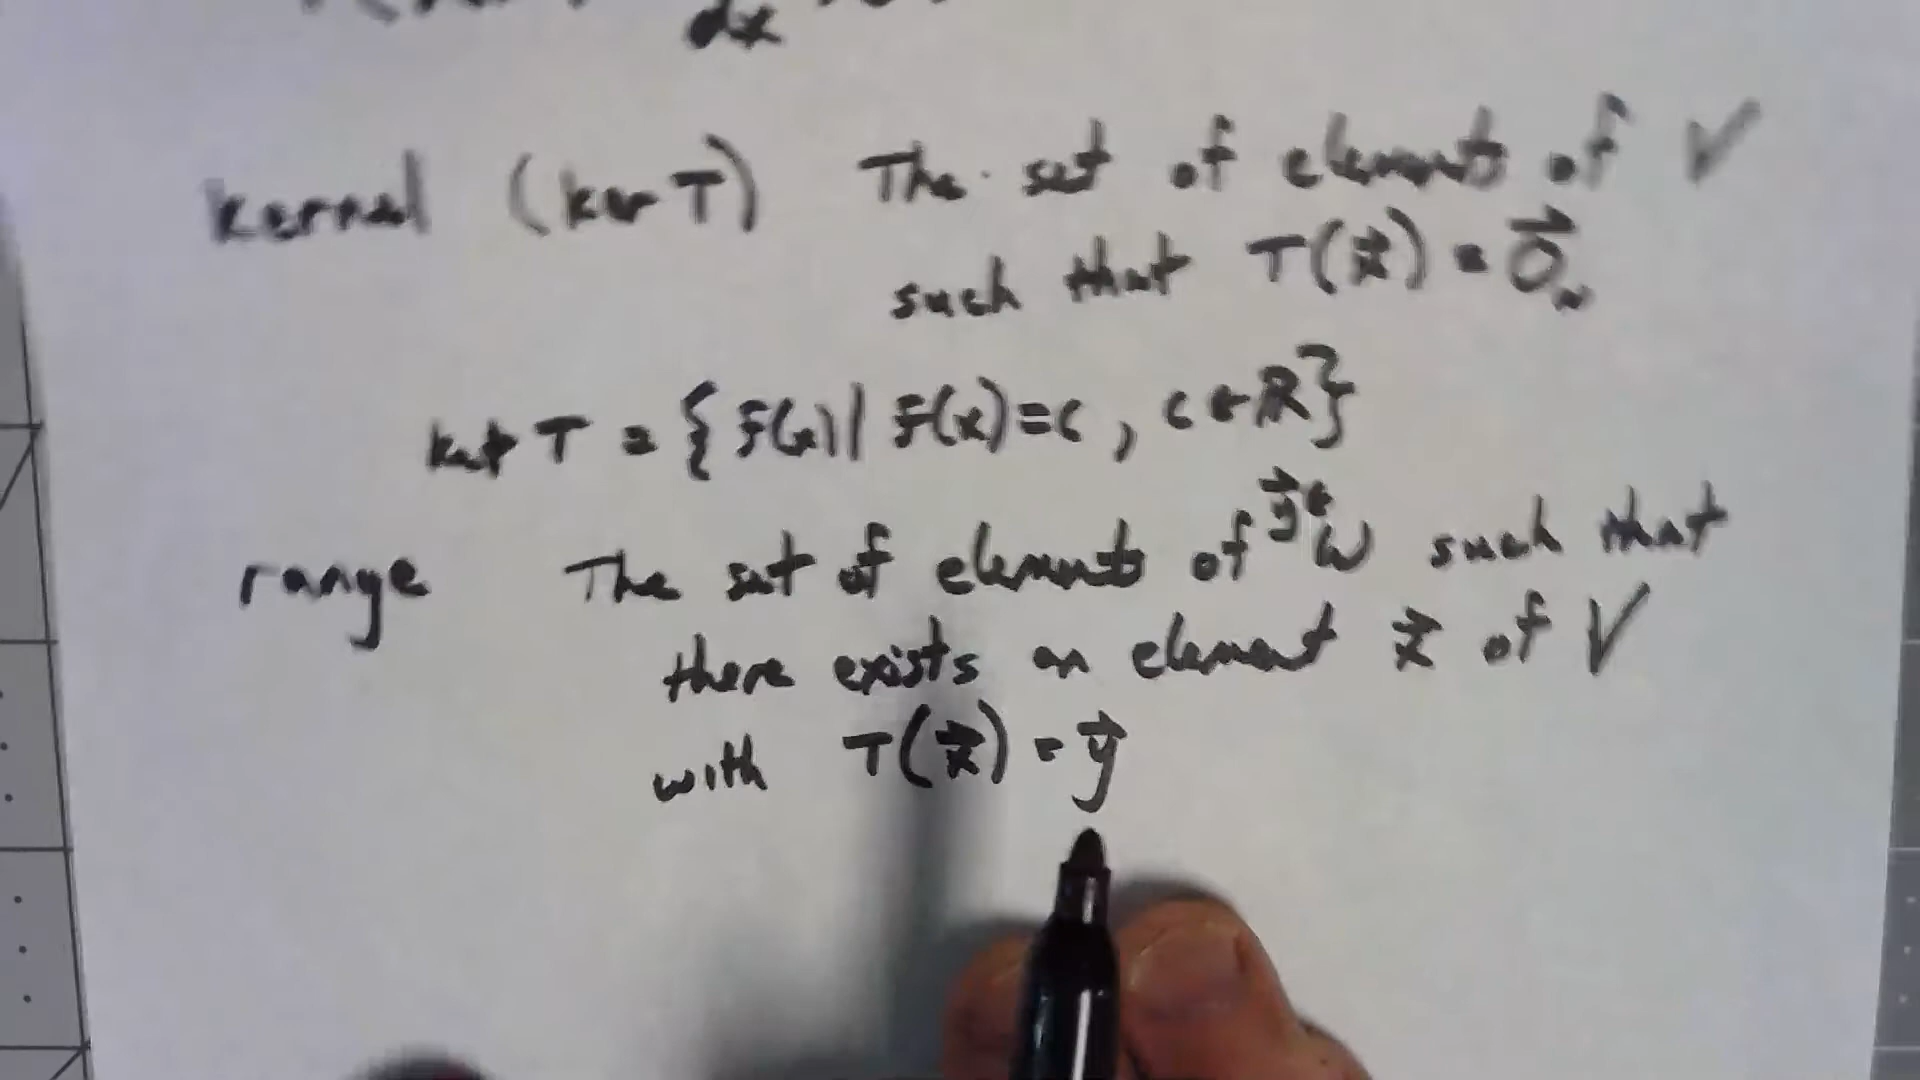 dx
kernel (ker T) The set of elements of V
such that T(x⃗) = 0⃗_w
ker T = { f(x) | f(x)=c , c ∈ ℝ }
range The set of elements of y⃗ ∈ W such that
there exists an element x⃗ of V
with T(x⃗) = y⃗